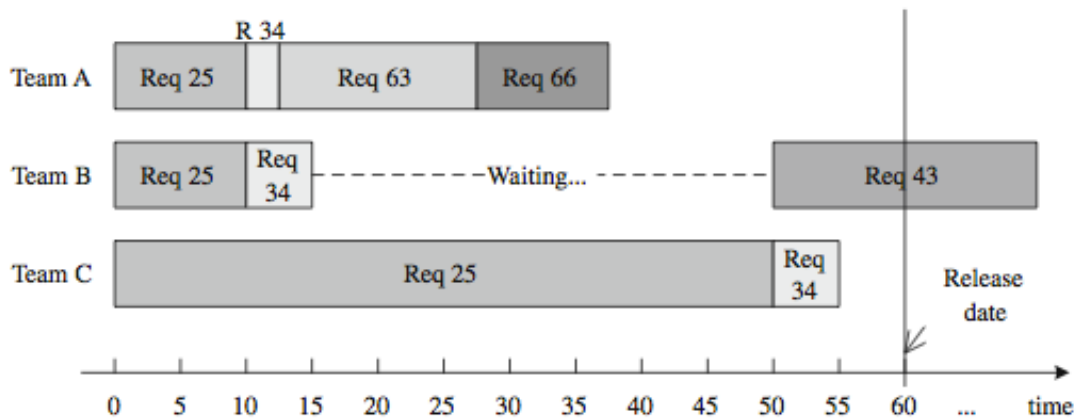 R 34
Team A
Req 25
Req 63
Req 66
Team B
Req 25
Req
34
Waiting...
Req 43
Team C
Req 25
Req
34
Release
date
0 5 10 15 20 25 30 35 40 45 50 55 60 ... time